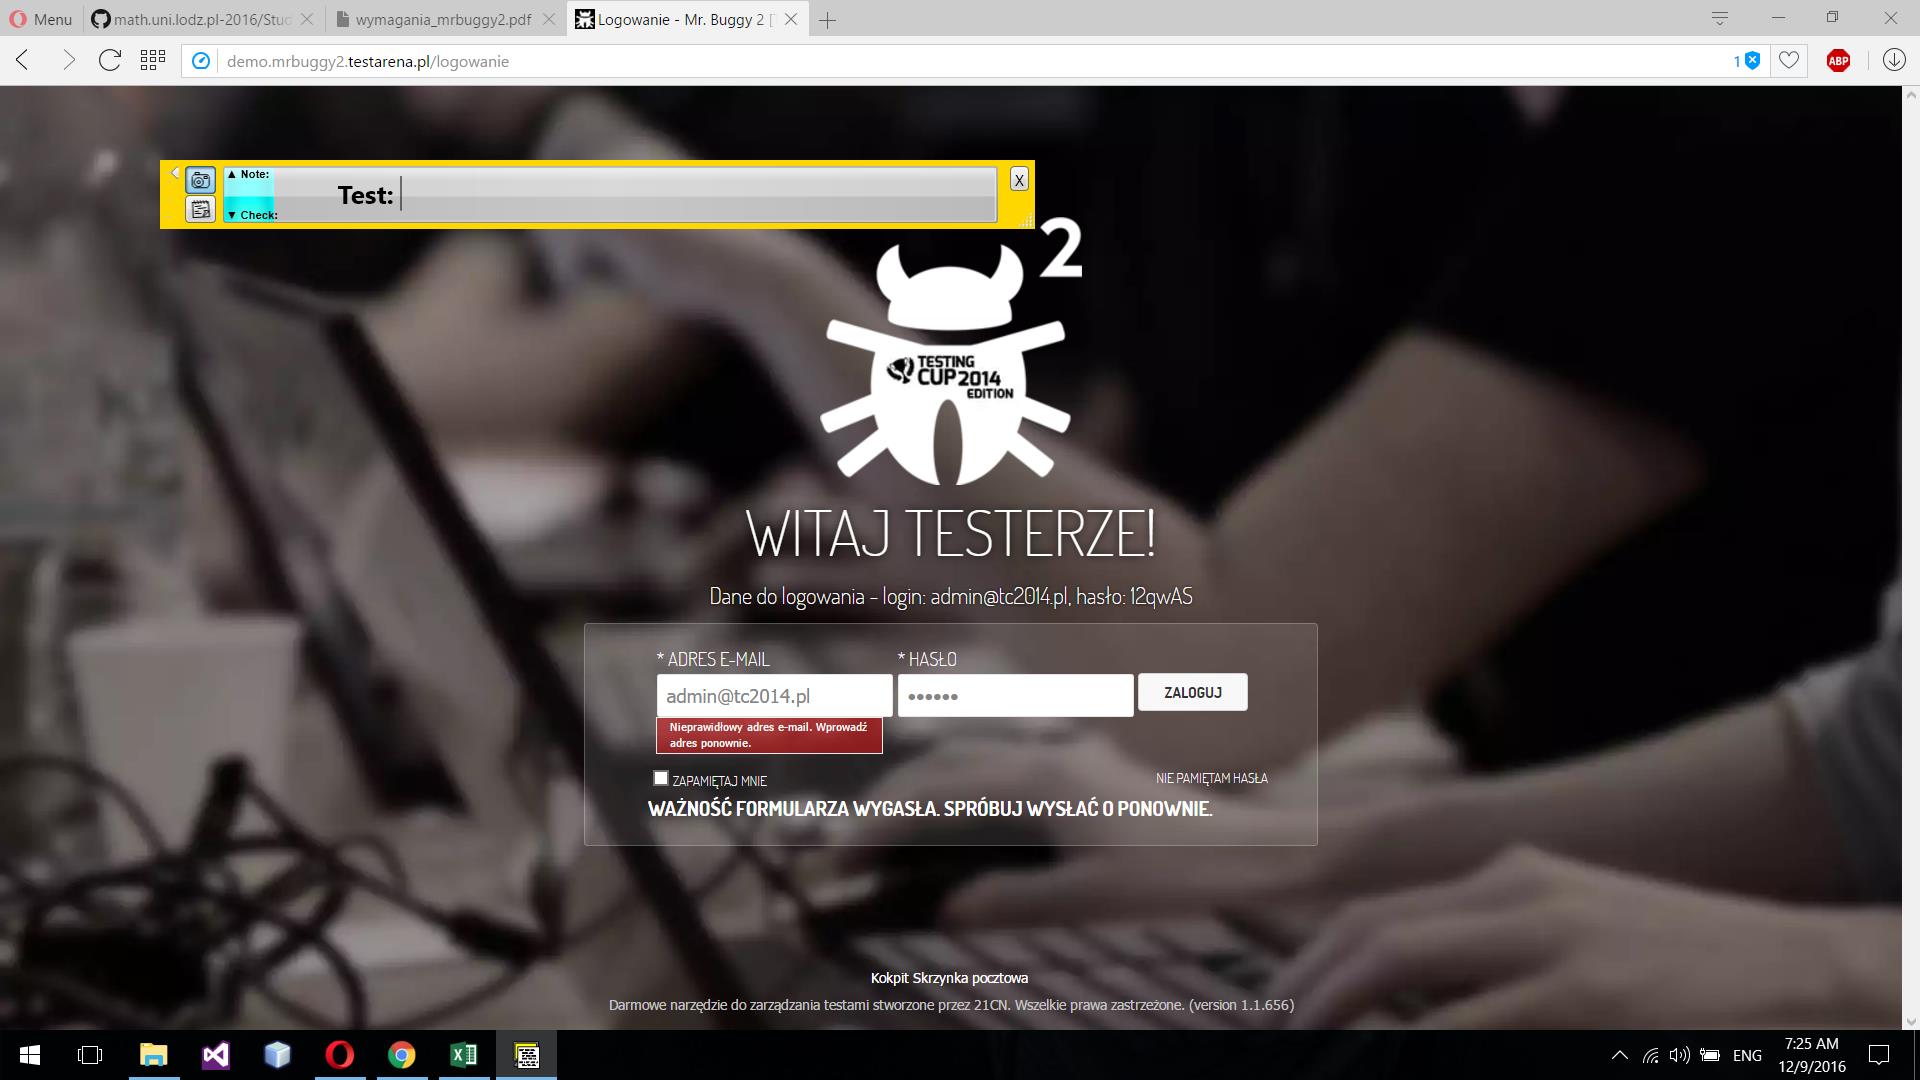 Menu
math.uni.lodz.pl-2016/Stud
wymagania_mrbuggy2.pdf
Logowanie - Mr. Buggy 2 [T
demo.mrbuggy2.testarena.pl/logowanie
1
ABP
▲ Note:
Test:
▼ Check:
X
2
TESTING
CUP 2014
EDITION
WITAJ TESTERZE!
Dane do logowania - login: admin@tc2014.pl, hasło: 12qwAS
* ADRES E-MAIL
* HASŁO
admin@tc2014.pl
••••••
ZALOGUJ
Nieprawidłowy adres e-mail. Wprowadź
adres ponownie.
ZAPAMIĘTAJ MNIE
NIE PAMIĘTAM HASŁA
WAŻNOŚĆ FORMULARZA WYGASŁA. SPRÓBUJ WYSŁAĆ O PONOWNIE.
Kokpit Skrzynka pocztowa
Darmowe narzędzie do zarządzania testami stworzone przez 21CN. Wszelkie prawa zastrzeżone. (version 1.1.656)
ENG
7:25 AM
12/9/2016